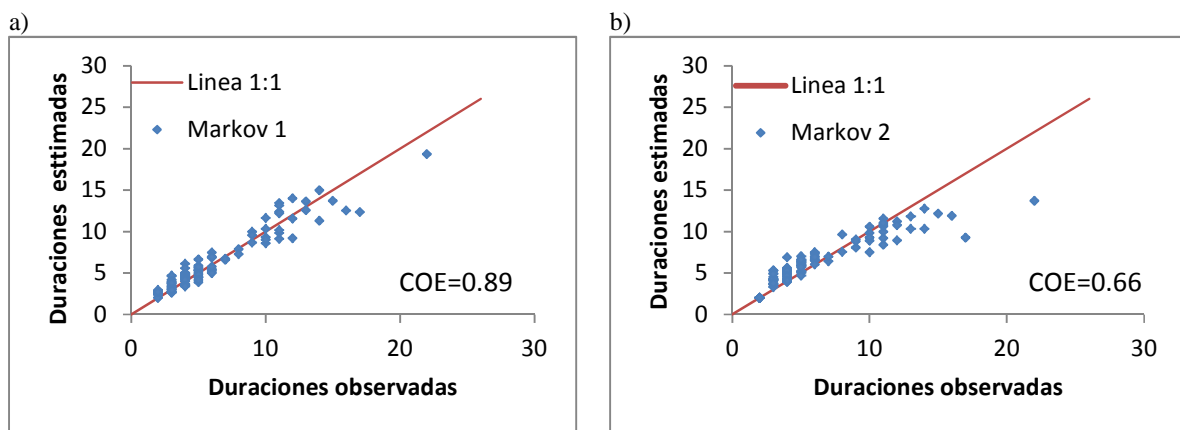 a)
30
25
20
15
10
5
0
Duraciones esttimadas
Linea 1:1
Markov 1
COE=0.89
0 10 20 30
Duraciones observadas
b)
30
25
20
15
10
5
0
Duraciones estimadas
Linea 1:1
Markov 2
COE=0.66
0 10 20 30
Duraciones observadas